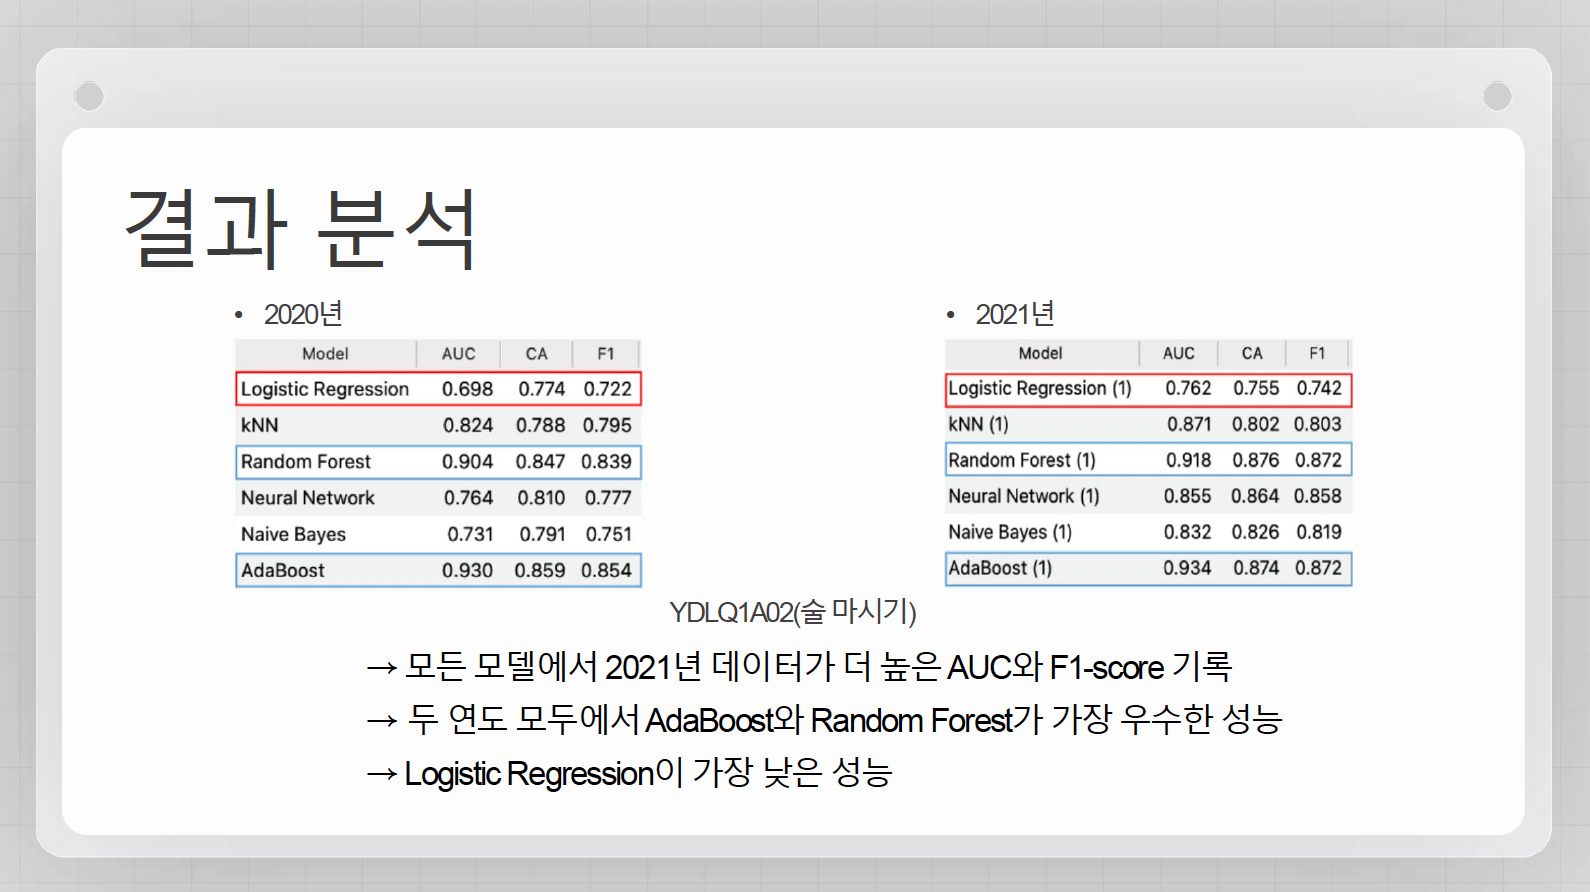 결과 분석
• 2020년
Model AUC CA F1
Logistic Regression 0.698 0.774 0.722
kNN 0.824 0.788 0.795
Random Forest 0.904 0.847 0.839
Neural Network 0.764 0.810 0.777
Naive Bayes 0.731 0.791 0.751
AdaBoost 0.930 0.859 0.854
• 2021년
Model AUC CA F1
Logistic Regression (1) 0.762 0.755 0.742
kNN (1) 0.871 0.802 0.803
Random Forest (1) 0.918 0.876 0.872
Neural Network (1) 0.855 0.864 0.858
Naive Bayes (1) 0.832 0.826 0.819
AdaBoost (1) 0.934 0.874 0.872
YDLQ1A02(술 마시기)
→ 모든 모델에서 2021년 데이터가 더 높은 AUC와 F1-score 기록
→ 두 연도 모두에서 AdaBoost와 Random Forest가 가장 우수한 성능
→ Logistic Regression이 가장 낮은 성능